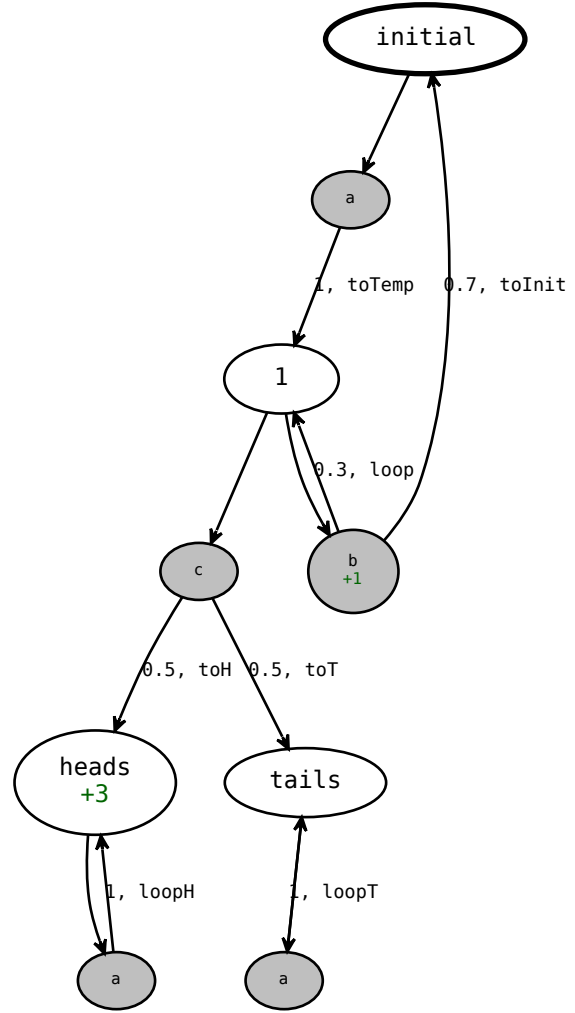 initial
a
1, toTemp
0.7, toInit
1
0.3, loop
c
b
+1
0.5, toH
0.5, toT
heads
+3
tails
1, loopH
1, loopT
a
a